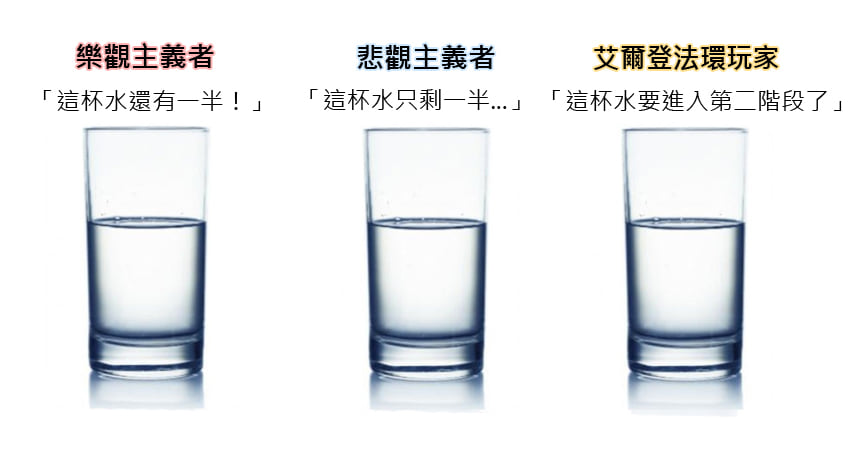 樂觀主義者
「這杯水還有一半！」
悲觀主義者
「這杯水只剩一半...」
艾爾登法環玩家
「這杯水要進入第二階段了」